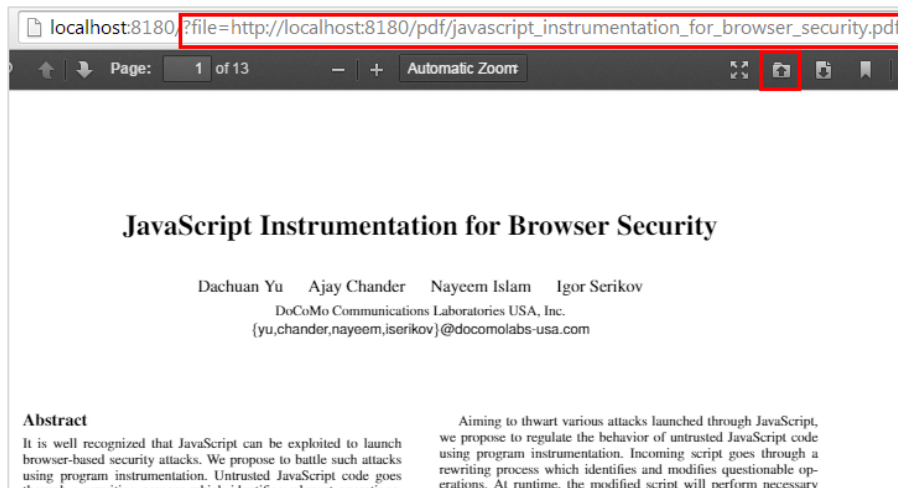 localhost:8180/?file=http://localhost:8180/pdf/javascript_instrumentation_for_browser_security.pdf
Page: 1 of 13 − + Automatic Zoom
JavaScript Instrumentation for Browser Security
Dachuan Yu Ajay Chander Nayeem Islam Igor Serikov
DoCoMo Communications Laboratories USA, Inc.
{yu,chander,nayeem,iserikov}@docomolabs-usa.com
Abstract
It is well recognized that JavaScript can be exploited to launch
browser-based security attacks. We propose to battle such attacks
using program instrumentation. Untrusted JavaScript code goes
Aiming to thwart various attacks launched through JavaScript,
we propose to regulate the behavior of untrusted JavaScript code
using program instrumentation. Incoming script goes through a
rewriting process which identifies and modifies questionable op-
erations. At runtime, the modified script will perform necessary